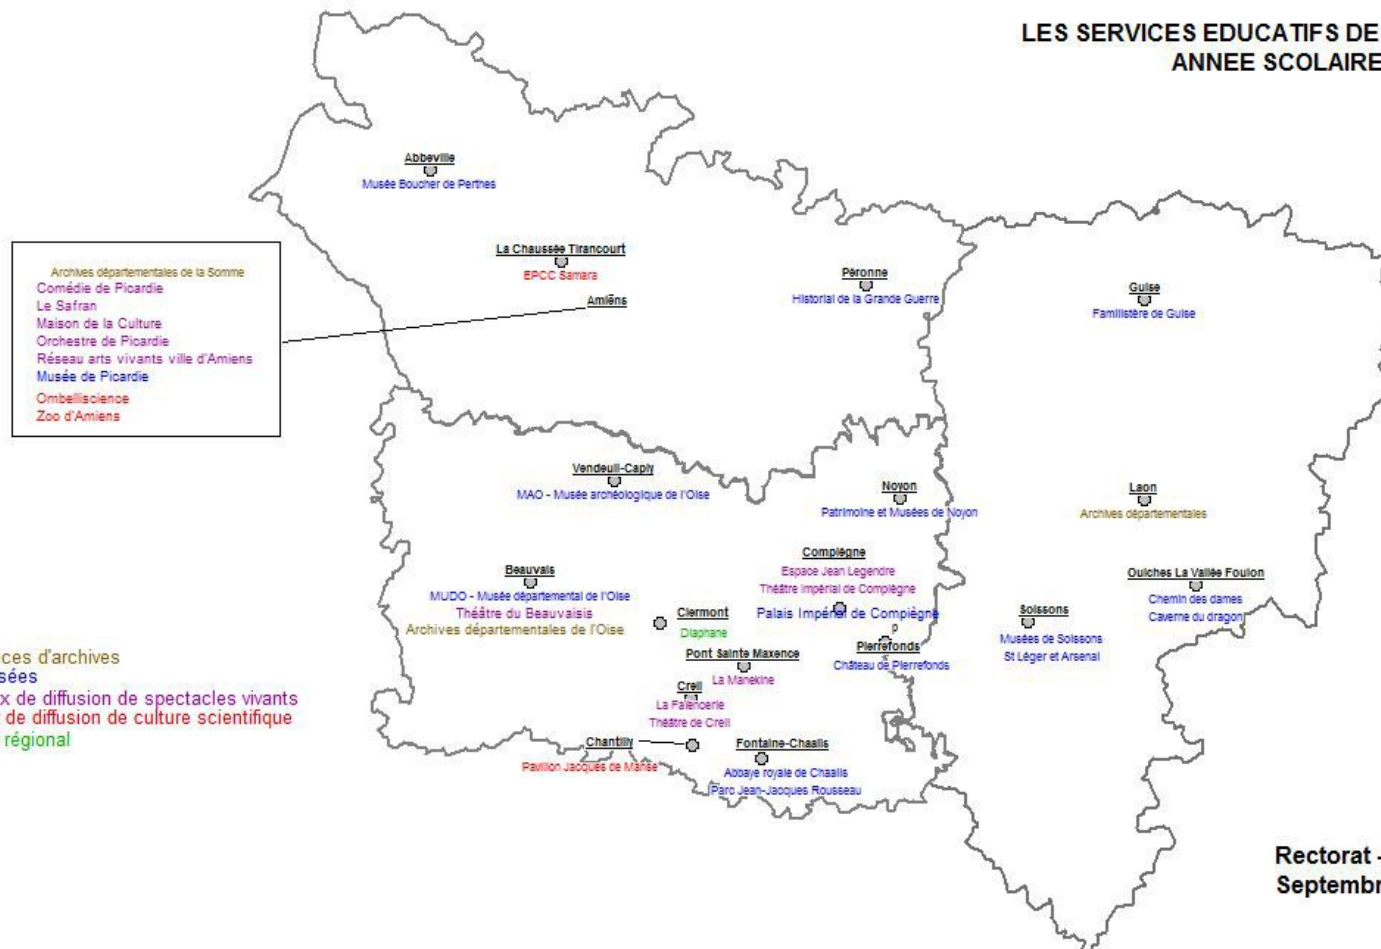 LES SERVICES EDUCATIFS DE
ANNEE SCOLAIRE
Abbeville
Musée Boucher de Perthes
La Chaussée Tirancourt
EPCC Samara
Amiens
Péronne
Historial de la Grande Guerre
Guise
Familistère de Guise
Archives départementales de la Somme
Comédie de Picardie
Le Safran
Maison de la Culture
Orchestre de Picardie
Réseau arts vivants ville d'Amiens
Musée de Picardie
Ombelliscience
Zoo d'Amiens
Vendeuil-Caply
MAO - Musée archéologique de l'Oise
Noyon
Patrimoine et Musées de Noyon
Laon
Archives départementales
Beauvais
MUDO - Musée départemental de l'Oise
Théâtre du Beauvaisis
Archives départementales de l'Oise
Compiègne
Espace Jean Legendre
Théâtre Impérial de Compiègne
Palais Impérial de Compiègne
Oulches La Vallée Foulon
Chemin des dames
Caverne du dragon
Clermont
Diaphane
Soissons
Musées de Soissons
St Léger et Arsenal
p
Pierrefonds
Château de Pierrefonds
Pont Sainte Maxence
La Manekine
Creil
La Faïencerie
Théâtre de Creil
Chantilly
Pavillon Jacques de Manse
Fontaine-Chaalis
Abbaye royale de Chaalis
Parc Jean-Jacques Rousseau
ces d'archives
sées
x de diffusion de spectacles vivants
de diffusion de culture scientifique
régional
Rectorat -
Septembr